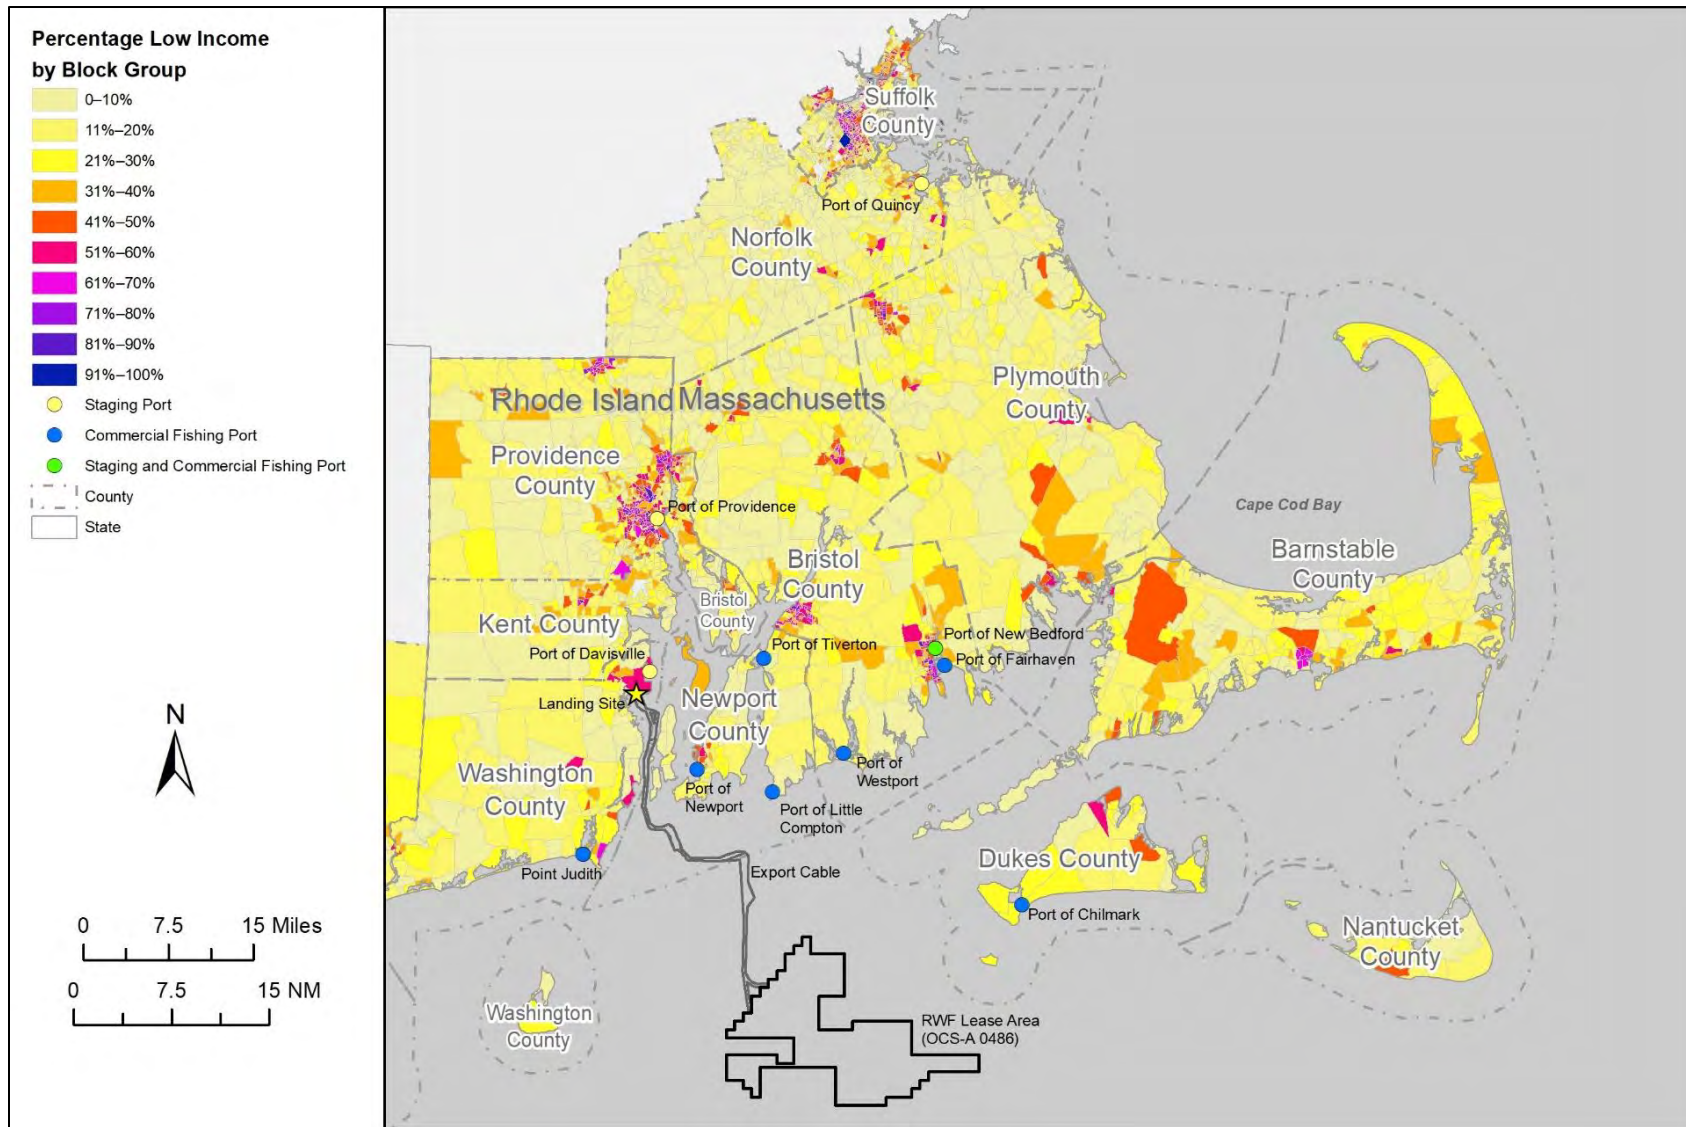 Percentage Low Income
by Block Group
0–10%
11%–20%
21%–30%
31%–40%
41%–50%
51%–60%
61%–70%
71%–80%
81%–90%
91%–100%
Staging Port
Commercial Fishing Port
Staging and Commercial Fishing Port
County
State
N
0 7.5 15 Miles
0 7.5 15 NM
Suffolk
County
Port of Quincy
Norfolk
County
Plymouth
County
Rhode Island
Massachusetts
Providence
County
Port of Providence
Cape Cod Bay
Barnstable
County
Bristol
County
Bristol
County
Kent County
Port of Davisville
Port of Tiverton
Port of New Bedford
Port of Fairhaven
Landing Site
Newport
County
Washington
County
Port of
Newport
Port of
Westport
Port of Little
Compton
Point Judith
Export Cable
Dukes County
Port of Chilmark
Nantucket
County
Washington
County
RWF Lease Area
(OCS-A 0486)